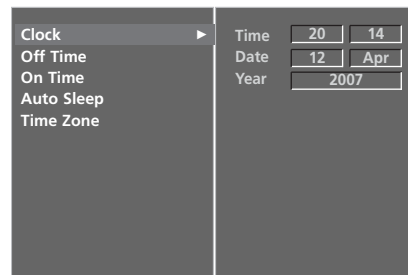 Clock
Off Time
On Time
Auto Sleep
Time Zone
Time 20 14
Date 12 Apr
Year 2007